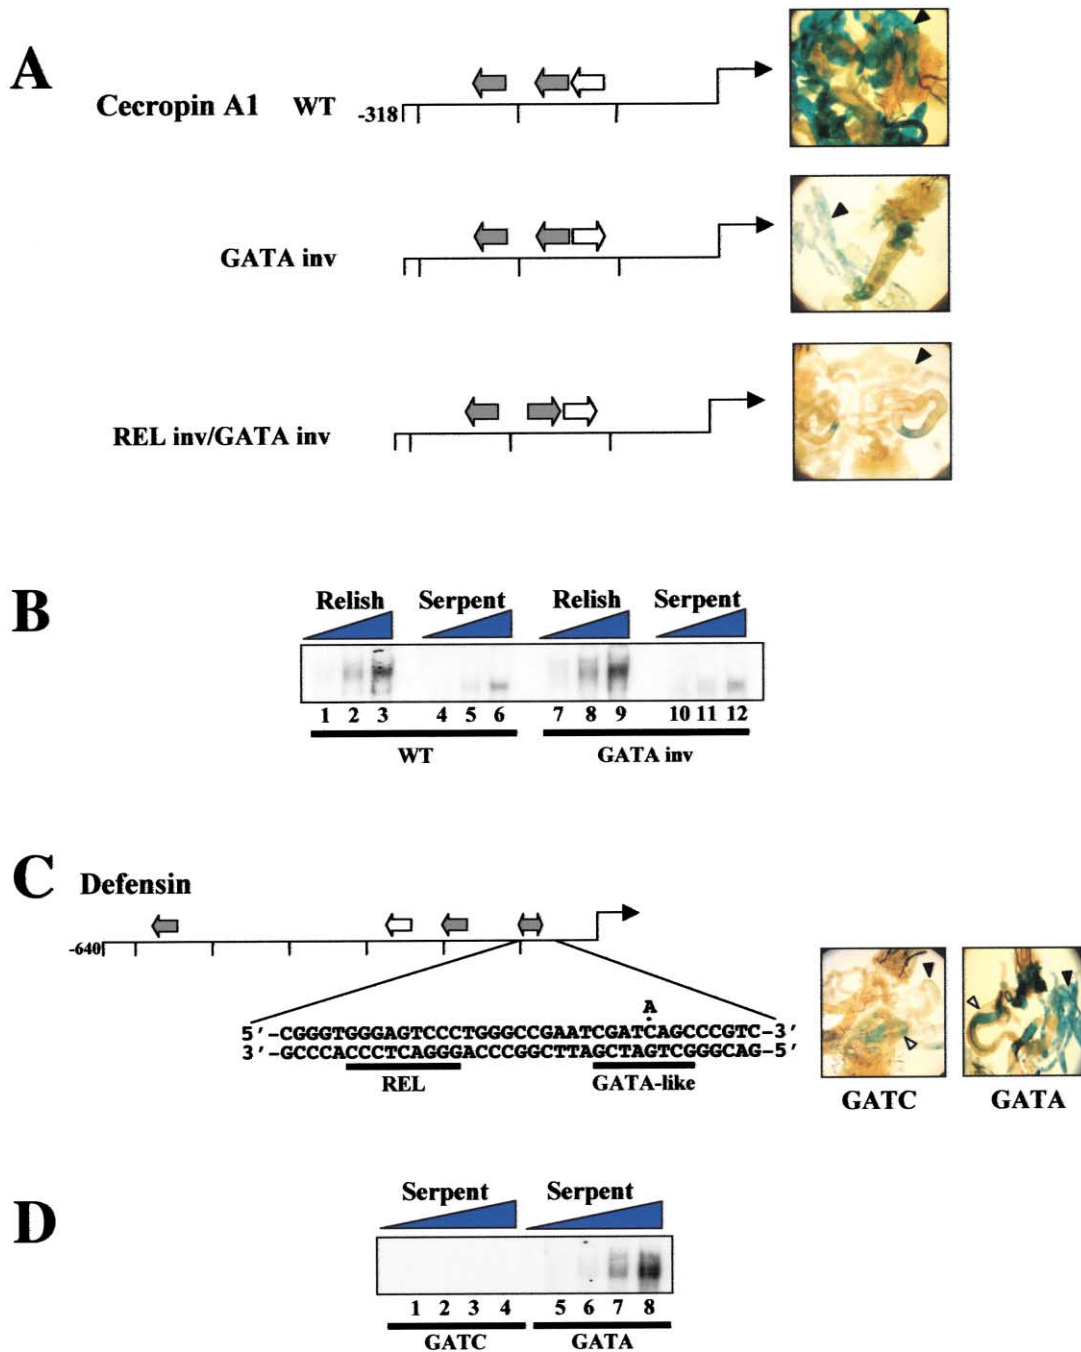 A
Cecropin A1 WT
-318
GATA inv
REL inv/GATA inv
B
Relish Serpent Relish Serpent
1 2 3 4 5 6 7 8 9 10 11 12
WT GATA inv
C Defensin
-640
A
5′-CGGGTGGGAGTCCCTGGGCCGAATCGATCAGCCCGTC-3′
3′-GCCCACCCTCAGGGACCCGGCTTAGCTAGTCGGGCAG-5′
REL GATA-like
GATC GATA
D
Serpent Serpent
1 2 3 4 5 6 7 8
GATC GATA